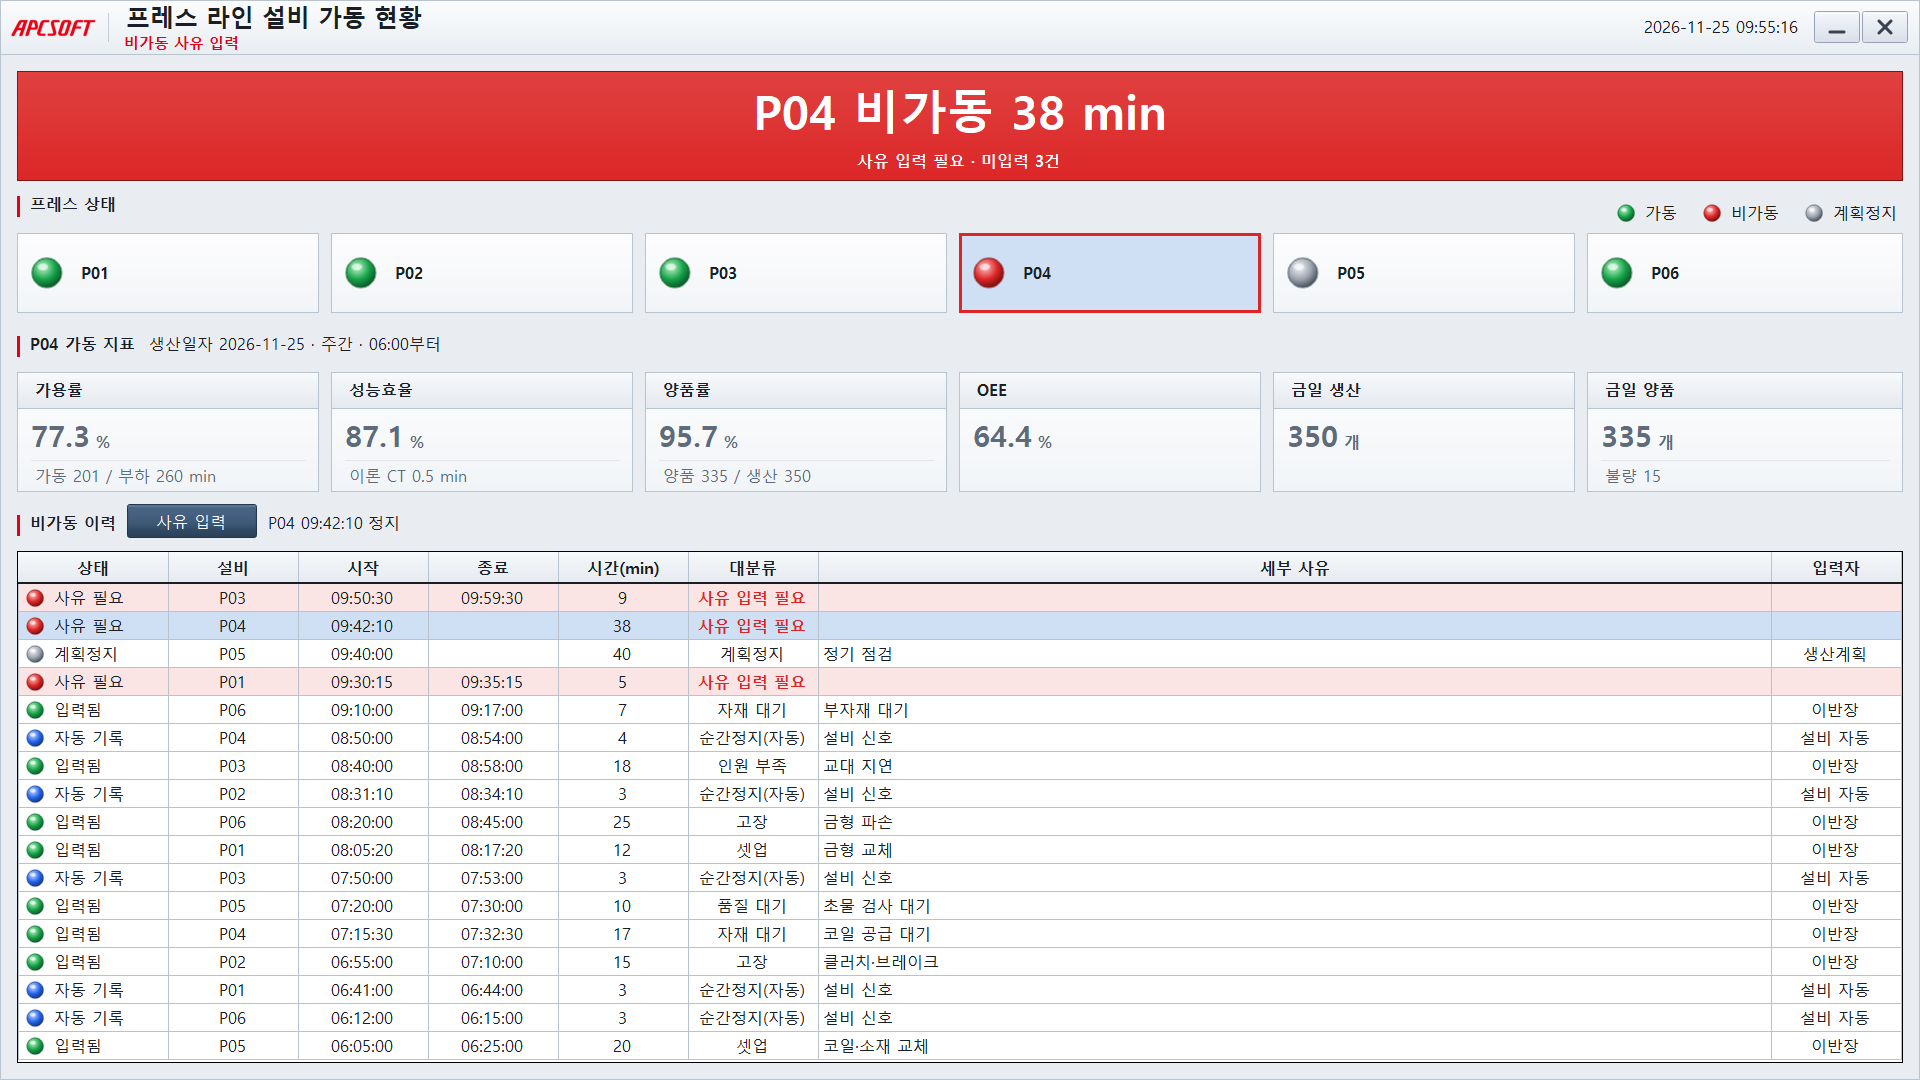 APCSOFT
프레스 라인 설비 가동 현황
비가동 사유 입력
2026-11-25 09:55:16
P04 비가동 38 min
사유 입력 필요 · 미입력 3건
프레스 상태
가동 비가동 계획정지
P01 P02 P03 P04 P05 P06
P04 가동 지표 생산일자 2026-11-25 · 주간 · 06:00부터
가용률 성능효율 양품률 OEE 금일 생산 금일 양품
77.3 % 87.1 % 95.7 % 64.4 % 350 개 335 개
가동 201 / 부하 260 min 이론 CT 0.5 min 양품 335 / 생산 350 불량 15
비가동 이력 사유 입력 P04 09:42:10 정지
상태 설비 시작 종료 시간(min) 대분류 세부 사유 입력자
사유 필요 P03 09:50:30 09:59:30 9 사유 입력 필요
사유 필요 P04 09:42:10 38 사유 입력 필요
계획정지 P05 09:40:00 40 계획정지 정기 점검 생산계획
사유 필요 P01 09:30:15 09:35:15 5 사유 입력 필요
입력됨 P06 09:10:00 09:17:00 7 자재 대기 부자재 대기 이반장
자동 기록 P04 08:50:00 08:54:00 4 순간정지(자동) 설비 신호 설비 자동
입력됨 P03 08:40:00 08:58:00 18 인원 부족 교대 지연 이반장
자동 기록 P02 08:31:10 08:34:10 3 순간정지(자동) 설비 신호 설비 자동
입력됨 P06 08:20:00 08:45:00 25 고장 금형 파손 이반장
입력됨 P01 08:05:20 08:17:20 12 셋업 금형 교체 이반장
자동 기록 P03 07:50:00 07:53:00 3 순간정지(자동) 설비 신호 설비 자동
입력됨 P05 07:20:00 07:30:00 10 품질 대기 초물 검사 대기 이반장
입력됨 P04 07:15:30 07:32:30 17 자재 대기 코일 공급 대기 이반장
입력됨 P02 06:55:00 07:10:00 15 고장 클러치·브레이크 이반장
자동 기록 P01 06:41:00 06:44:00 3 순간정지(자동) 설비 신호 설비 자동
자동 기록 P06 06:12:00 06:15:00 3 순간정지(자동) 설비 신호 설비 자동
입력됨 P05 06:05:00 06:25:00 20 셋업 코일·소재 교체 이반장